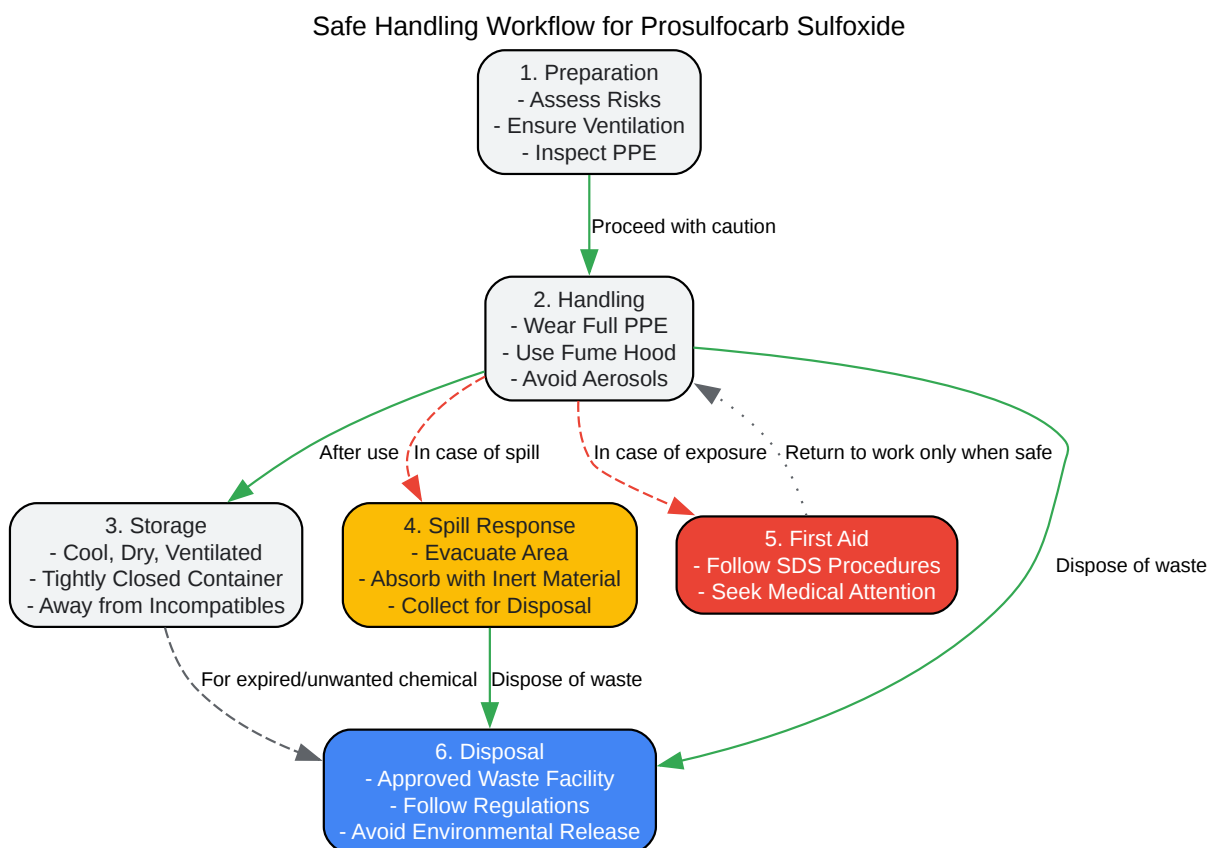 Safe Handling Workflow for Prosulfocarb Sulfoxide
1. Preparation
- Assess Risks
- Ensure Ventilation
- Inspect PPE
Proceed with caution
2. Handling
- Wear Full PPE
- Use Fume Hood
- Avoid Aerosols
After use
In case of spill
In case of exposure
Return to work only when safe
3. Storage
- Cool, Dry, Ventilated
- Tightly Closed Container
- Away from Incompatibles
4. Spill Response
- Evacuate Area
- Absorb with Inert Material
- Collect for Disposal
5. First Aid
- Follow SDS Procedures
- Seek Medical Attention
Dispose of waste
For expired/unwanted chemical
Dispose of waste
6. Disposal
- Approved Waste Facility
- Follow Regulations
- Avoid Environmental Release